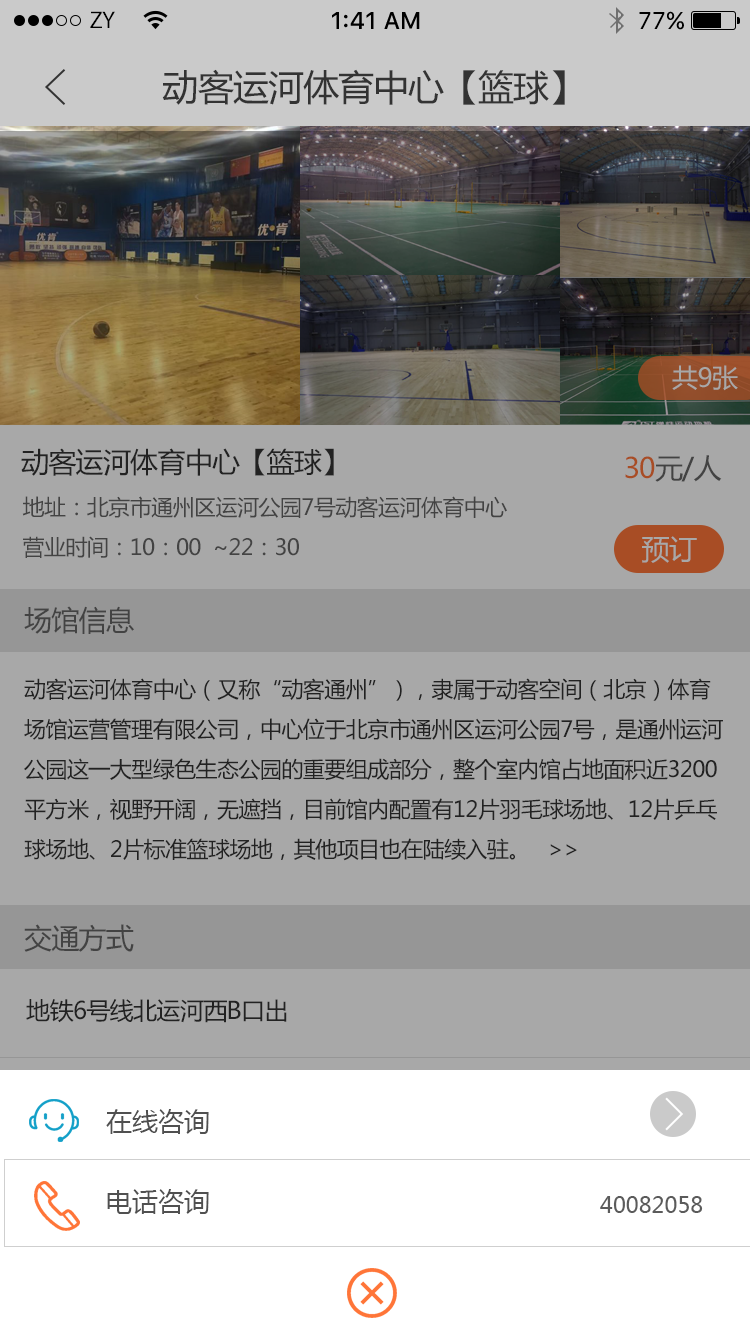 ZY 1:41 AM 77%
动客运河体育中心【篮球】
优肯
优肯
共9张
动客运河体育中心【篮球】
30元/人
地址：北京市通州区运河公园7号动客运河体育中心
营业时间：10：00 ~22：30
预订
场馆信息
动客运河体育中心（又称“动客通州”），隶属于动客空间（北京）体育
场馆运营管理有限公司，中心位于北京市通州区运河公园7号，是通州运河
公园这一大型绿色生态公园的重要组成部分，整个室内馆占地面积近3200
平方米，视野开阔，无遮挡，目前馆内配置有12片羽毛球场地、12片乒乓
球场地、2片标准篮球场地，其他项目也在陆续入驻。 >>
交通方式
地铁6号线北运河西B口出
在线咨询
电话咨询 40082058